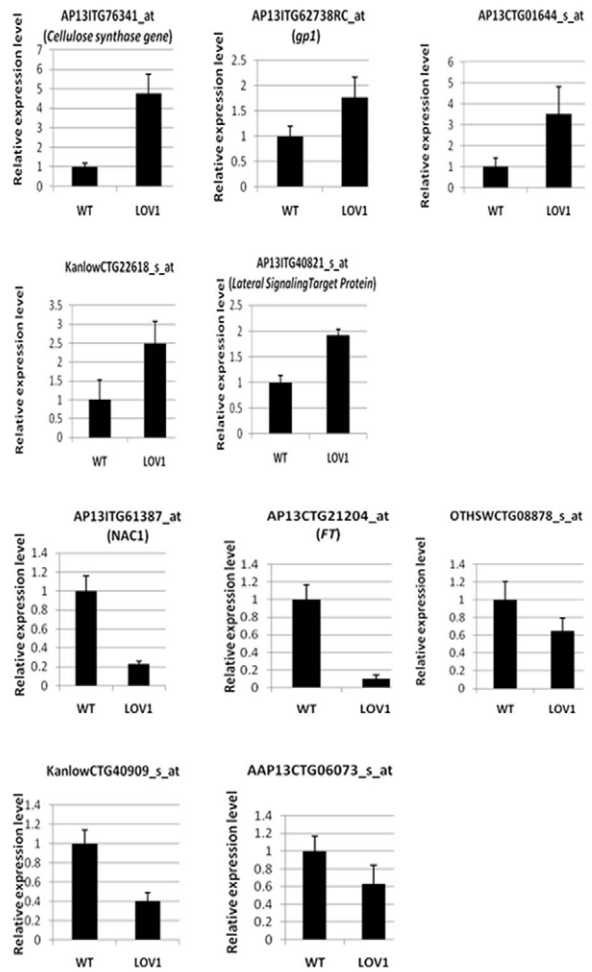 AP13ITG76341_at
(Cellulose synthase gene)
Relative expression level
7
6
5
4
3
2
1
0
WT LOV1
AP13ITG62738RC_at
(gp1)
Relative expression level
2.5
2
1.5
1
0.5
0
WT LOV1
AP13CTG01644_s_at
Relative expression level
6
5
4
3
2
1
0
WT LOV1
KanlowCTG22618_s_at
Relative expression level
3.5
3
2.5
2
1.5
1
0.5
0
WT LOV1
AP13ITG40821_s_at
(Lateral SignalingTarget Protein)
Relative expression level
2.5
2
1.5
1
0.5
0
WT LOV1
AP13ITG61387_at
(NAC1)
Relative expression level
1.4
1.2
1
0.8
0.6
0.4
0.2
0
WT LOV1
AP13CTG21204_at
(FT)
Relative expression level
1.4
1.2
1
0.8
0.6
0.4
0.2
0
WT LOV1
OTHSWCTG08878_s_at
Relative expression level
1.4
1.2
1
0.8
0.6
0.4
0.2
0
WT LOV1
KanlowCTG40909_s_at
Relative expression level
1.4
1.2
1
0.8
0.6
0.4
0.2
0
WT LOV1
AAP13CTG06073_s_at
Relative expression level
1.4
1.2
1
0.8
0.6
0.4
0.2
0
WT LOV1